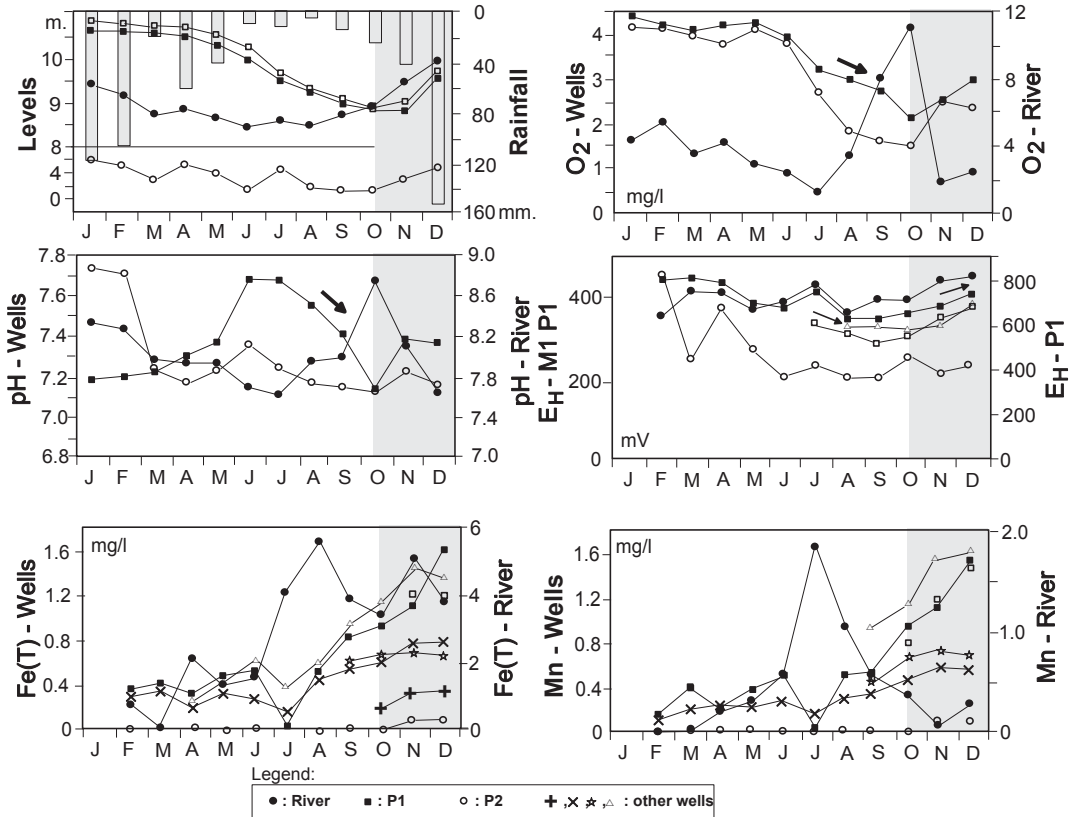 m.
10
9
8
4
0
Levels
0
40
60
80
120
160 mm.
Rainfall
J F M A M J J A S O N D
4
3
2
1
0
O2 - Wells
mg/l
12
8
4
0
O2 - River
J F M A M J J A S O N D
7.8
7.6
7.4
7.2
7.0
6.8
pH - Wells
9.0
8.6
8.2
7.8
7.4
7.0
pH - River
J F M A M J J A S O N D
400
200
0
EH - M1 P1
mV
800
600
400
200
0
EH - P1
J F M A M J J A S O N D
mg/l
1.6
1.2
0.8
0.4
0
Fe(T) - Wells
6
4
2
0
Fe(T) - River
J F M A M J J A S O N D
mg/l
1.6
1.2
0.8
0.4
0
Mn - Wells
2.0
1.0
0
Mn - River
J F M A M J J A S O N D
Legend:
: River : P1 : P2 , , , : other wells